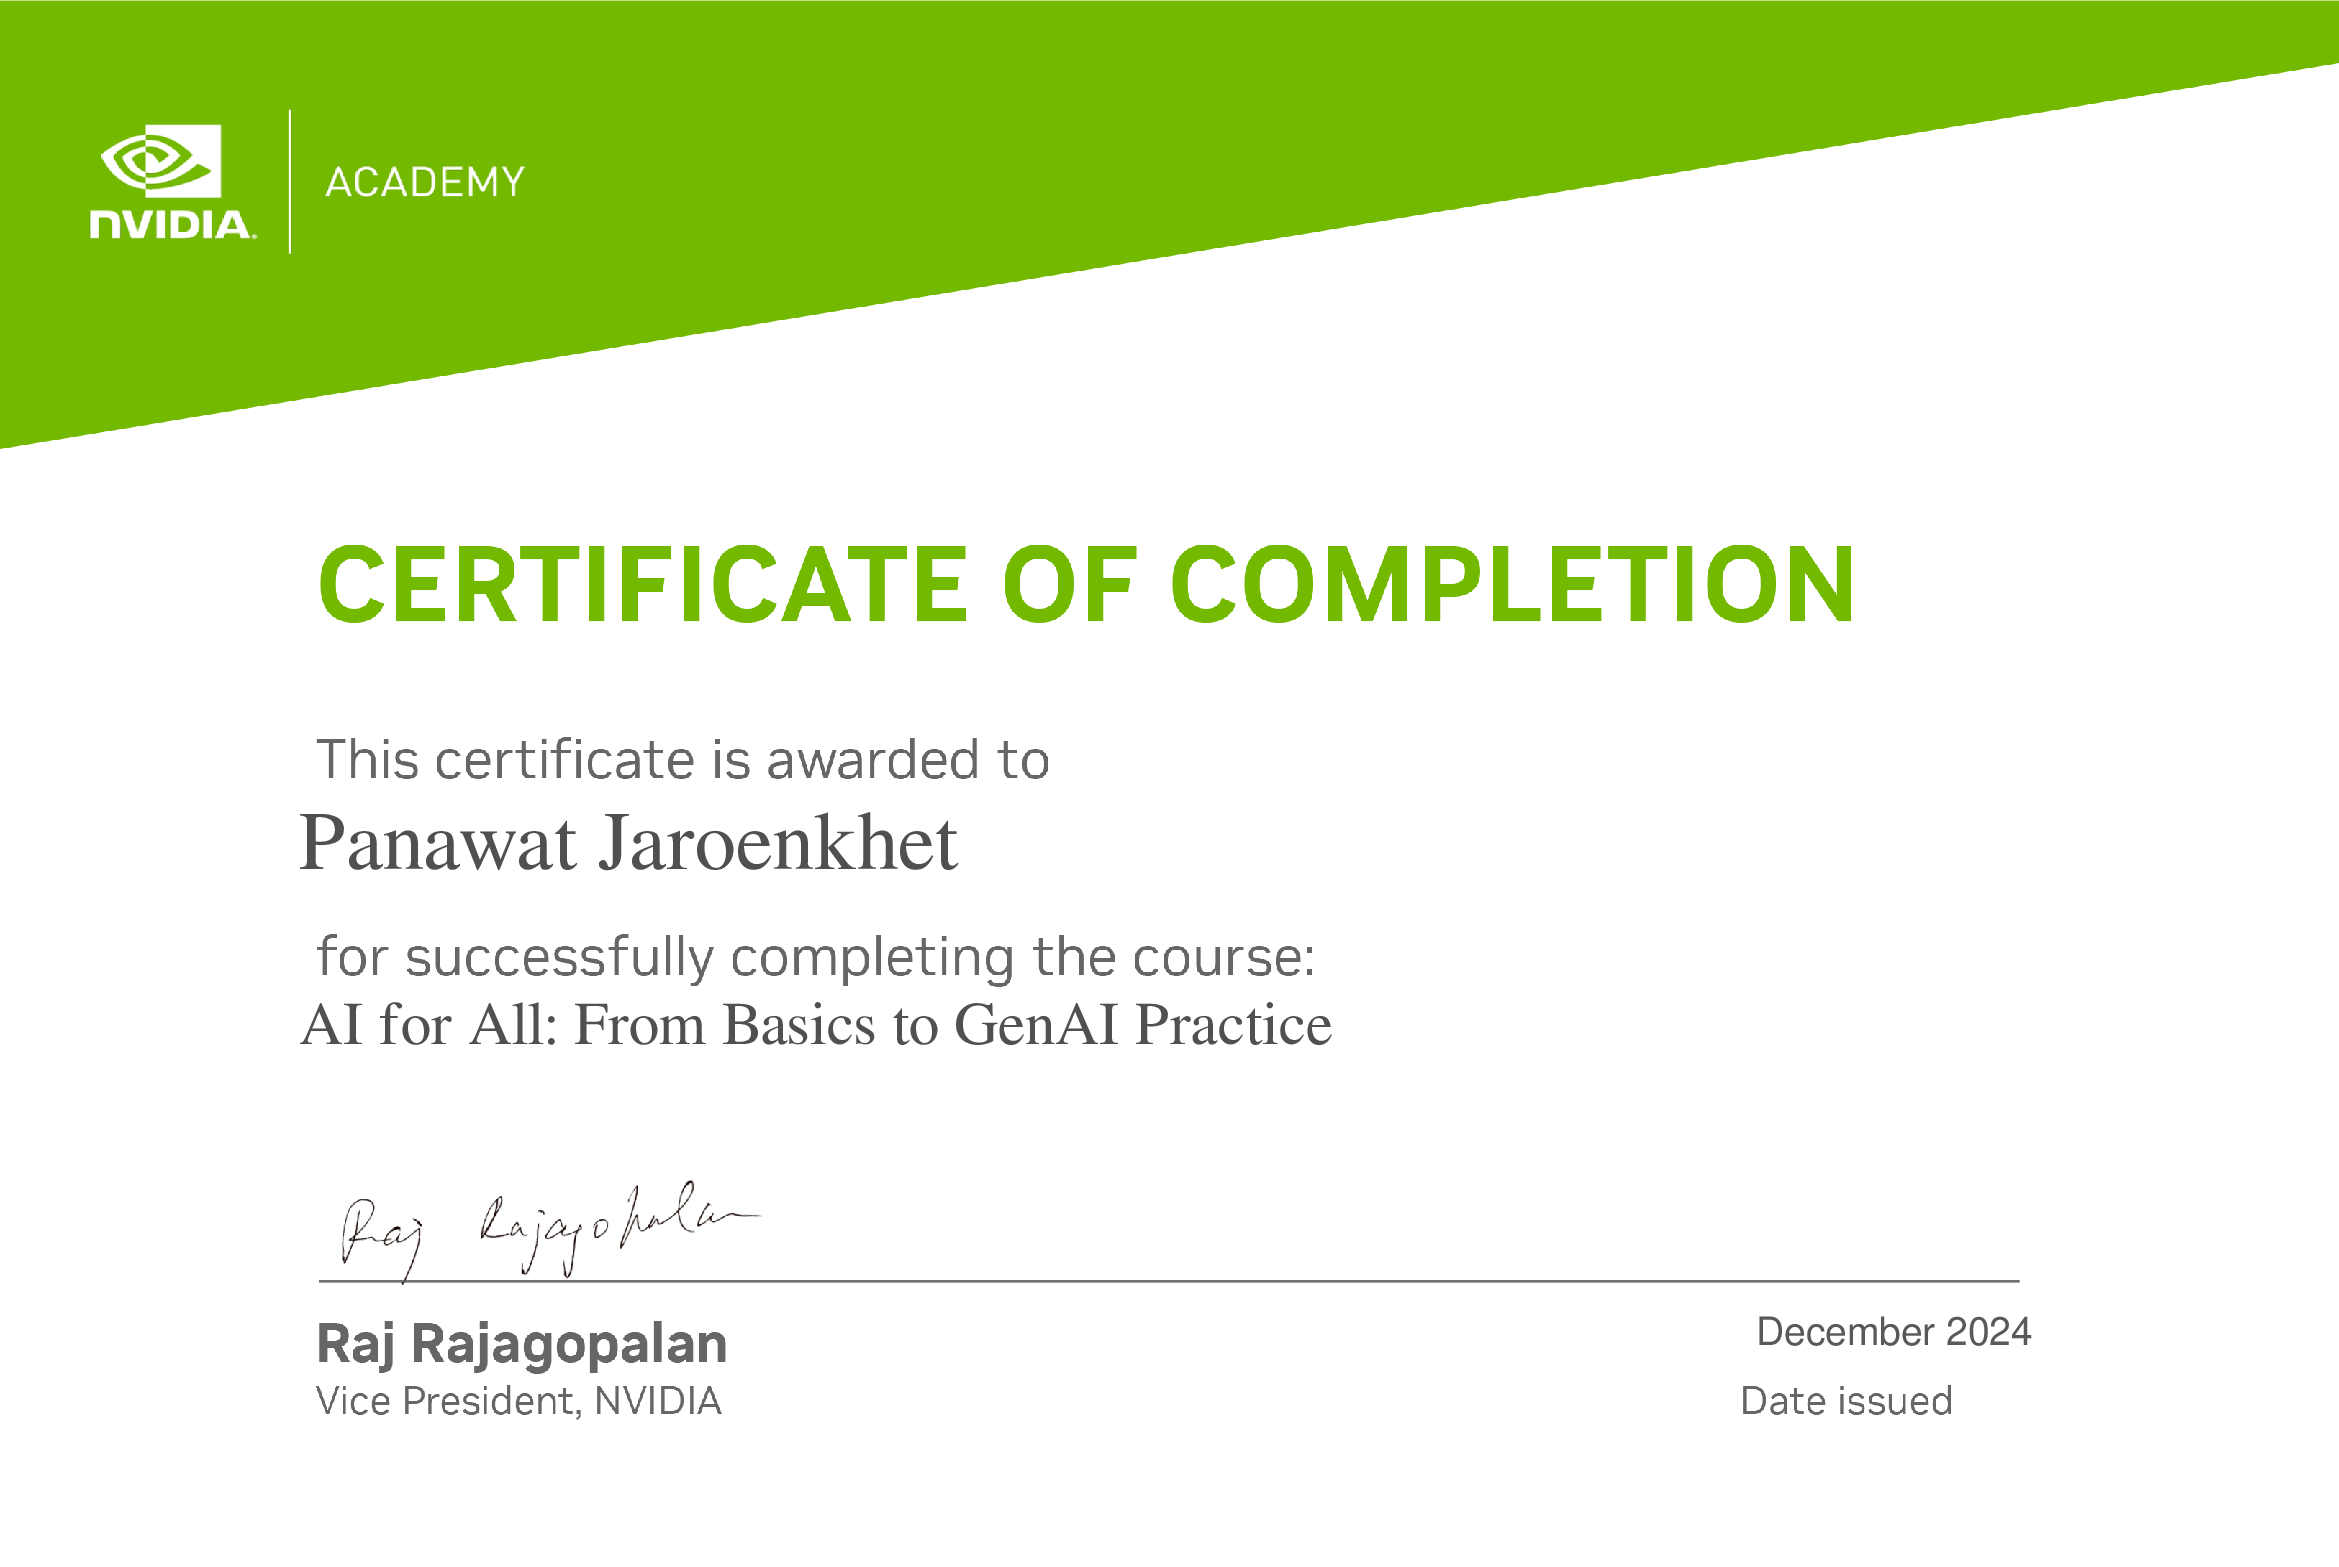 NVIDIA.
ACADEMY
CERTIFICATE OF COMPLETION
This certificate is awarded to
Panawat Jaroenkhet
for successfully completing the course:
AI for All: From Basics to GenAI Practice
Raj Rajagopalan
Raj Rajagopalan
Vice President, NVIDIA
December 2024
Date issued